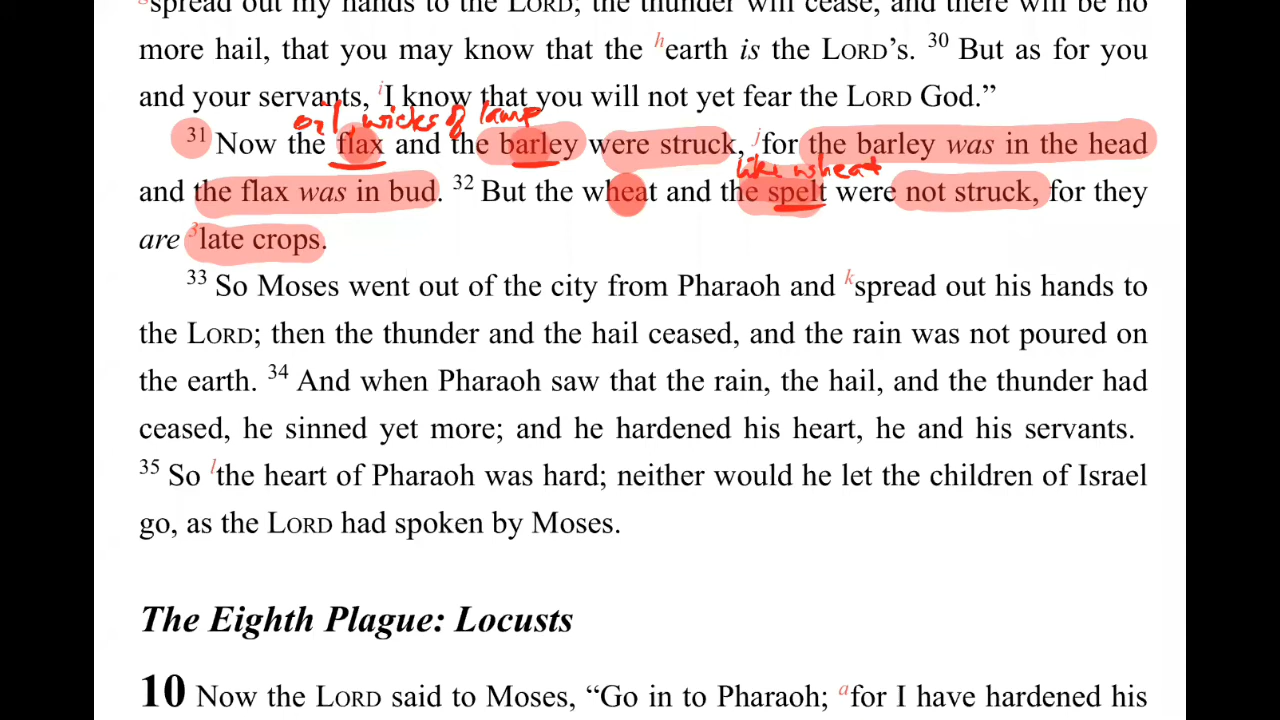 gspread out my hands to the LORD; the thunder will cease, and there will be no
more hail, that you may know that the hearth is the LORD’s. 30 But as for you
and your servants, iI know that you will not yet fear the LORD God.”
oil, wicks of lamp
31 Now the flax and the barley were struck, jfor the barley was in the head
like wheat
and the flax was in bud. 32 But the wheat and the spelt were not struck, for they
are 3late crops.
33 So Moses went out of the city from Pharaoh and kspread out his hands to
the LORD; then the thunder and the hail ceased, and the rain was not poured on
the earth. 34 And when Pharaoh saw that the rain, the hail, and the thunder had
ceased, he sinned yet more; and he hardened his heart, he and his servants.
35 So lthe heart of Pharaoh was hard; neither would he let the children of Israel
go, as the LORD had spoken by Moses.
The Eighth Plague: Locusts
10 Now the LORD said to Moses, “Go in to Pharaoh; afor I have hardened his